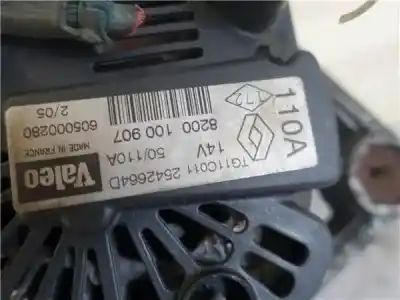 110A
TG11C011 2542664D
14V 50/110A
8200 100 907
Valeo
MADE IN FRANCE
605000280 2/05